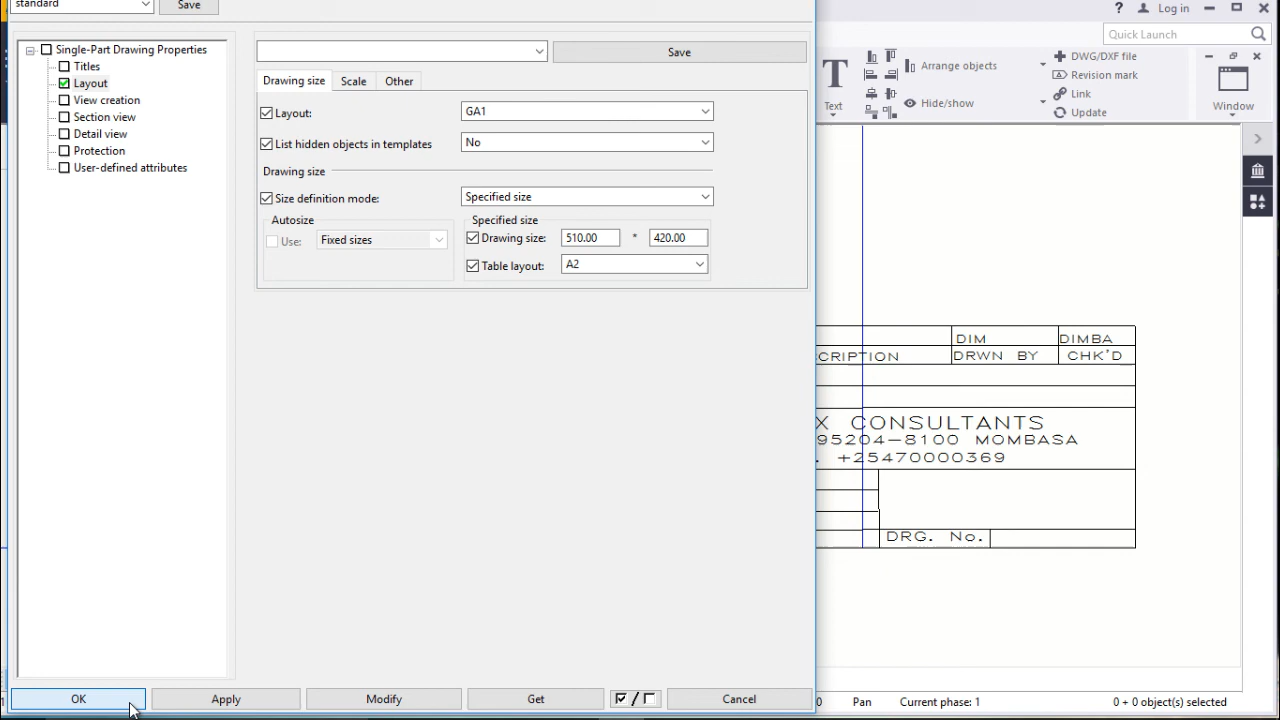 standard
Save
Single-Part Drawing Properties
Titles
Layout
View creation
Section view
Detail view
Protection
User-defined attributes
Save
Drawing size Scale Other
Layout: GA1
List hidden objects in templates No
Drawing size
Size definition mode: Specified size
Autosize
Use: Fixed sizes
Specified size
Drawing size: 510.00 * 420.00
Table layout: A2
OK Apply Modify Get / Cancel
? Log in
Quick Launch
Text
Arrange objects
Hide/show
DWG/DXF file
Revision mark
Link
Update
Window
DIM DIMBA
CRIPTION DRWN BY CHK'D
X CONSULTANTS
95204-8100 MOMBASA
. +25470000369
DRG. No.
0 Pan Current phase: 1 0 + 0 object(s) selected